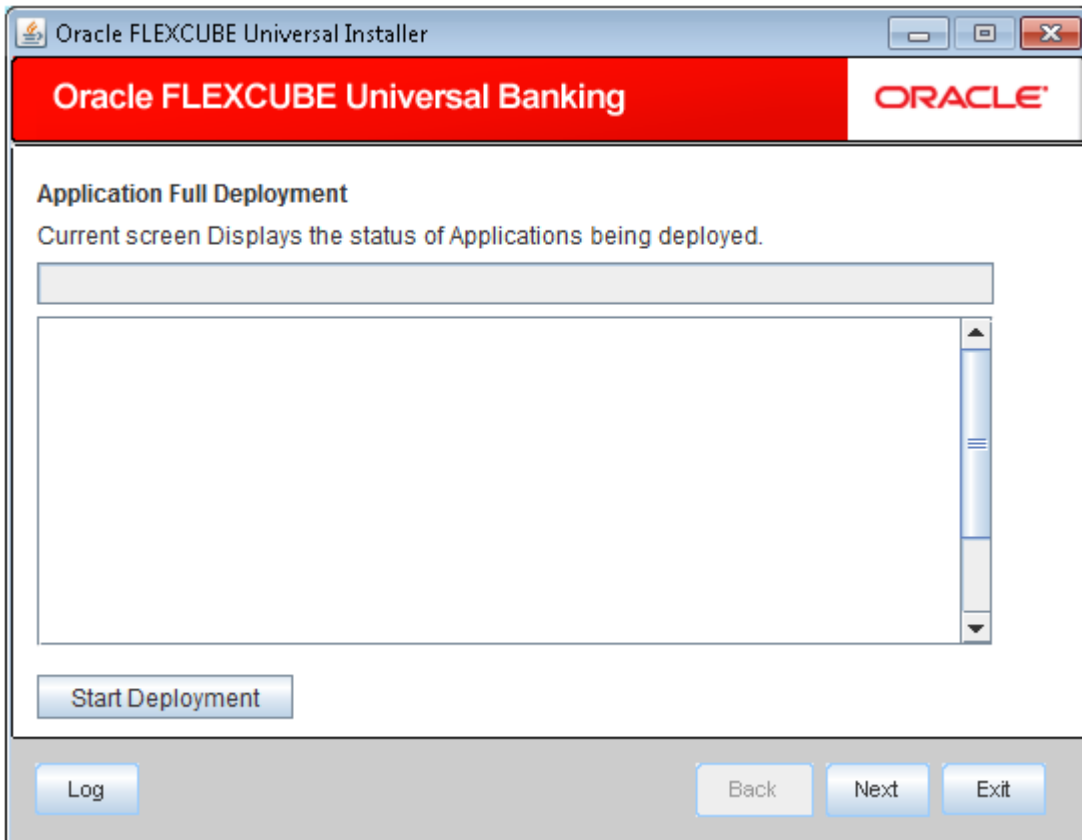 Oracle FLEXCUBE Universal Installer
Oracle FLEXCUBE Universal Banking
ORACLE
Application Full Deployment
Current screen Displays the status of Applications being deployed.
Start Deployment
Log
Back
Next
Exit